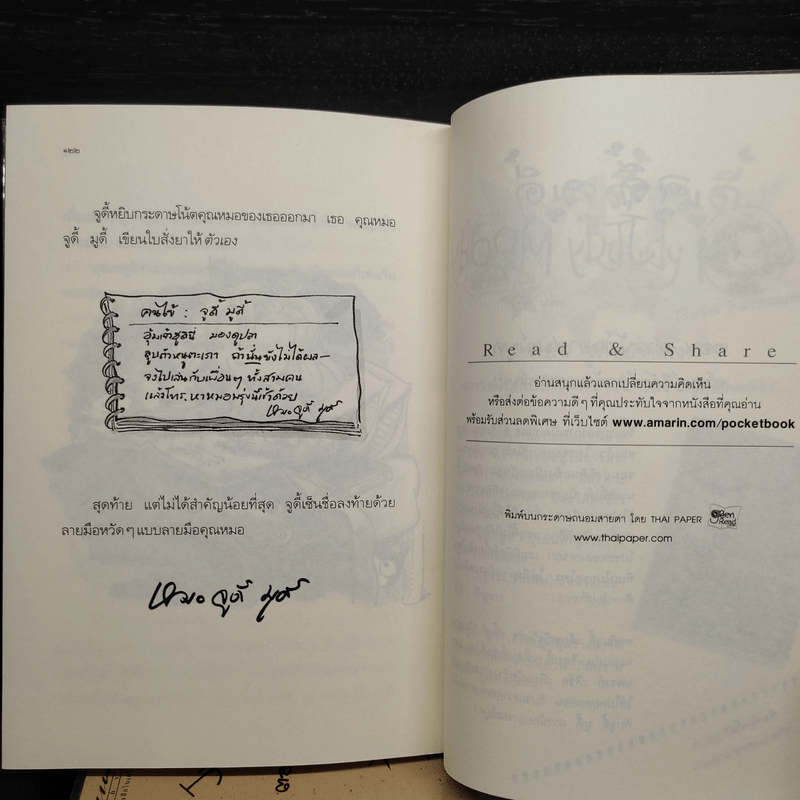 ๑๒๒
จูดี้หยิบกระดาษโน้ตคุณหมอของเธอออกมา เธอ คุณหมอ
จูดี้ มูดี้ เขียนใบสั่งยาให้ ตัวเอง
คนไข้ : จูดี้ มูดี้
อุ้มเจ้าฮูดินี่ มองดูปลา
ลูบตัวหนูตะเภา ถ้านั่นยังไม่ได้ผล—
จงไปเล่นกับเพื่อนๆ ทั้งสามคน
แล้วโทร.หาหมอพรุ่งนี้เช้าด้วย
หมอ จูดี้ มูดี้
สุดท้าย แต่ไม่ได้สำคัญน้อยที่สุด จูดี้เซ็นชื่อลงท้ายด้วย
ลายมือหวัดๆ แบบลายมือคุณหมอ
หมอ จูดี้ มูดี้
Read & Share
อ่านสนุกแล้วแลกเปลี่ยนความคิดเห็น
หรือส่งต่อข้อความดีๆ ที่คุณประทับใจจากหนังสือที่คุณอ่าน
พร้อมรับส่วนลดพิเศษ ที่เว็บไซต์ www.amarin.com/pocketbook
พิมพ์บนกระดาษถนอมสายตา โดย THAI PAPER
Green Read
www.thaipaper.com